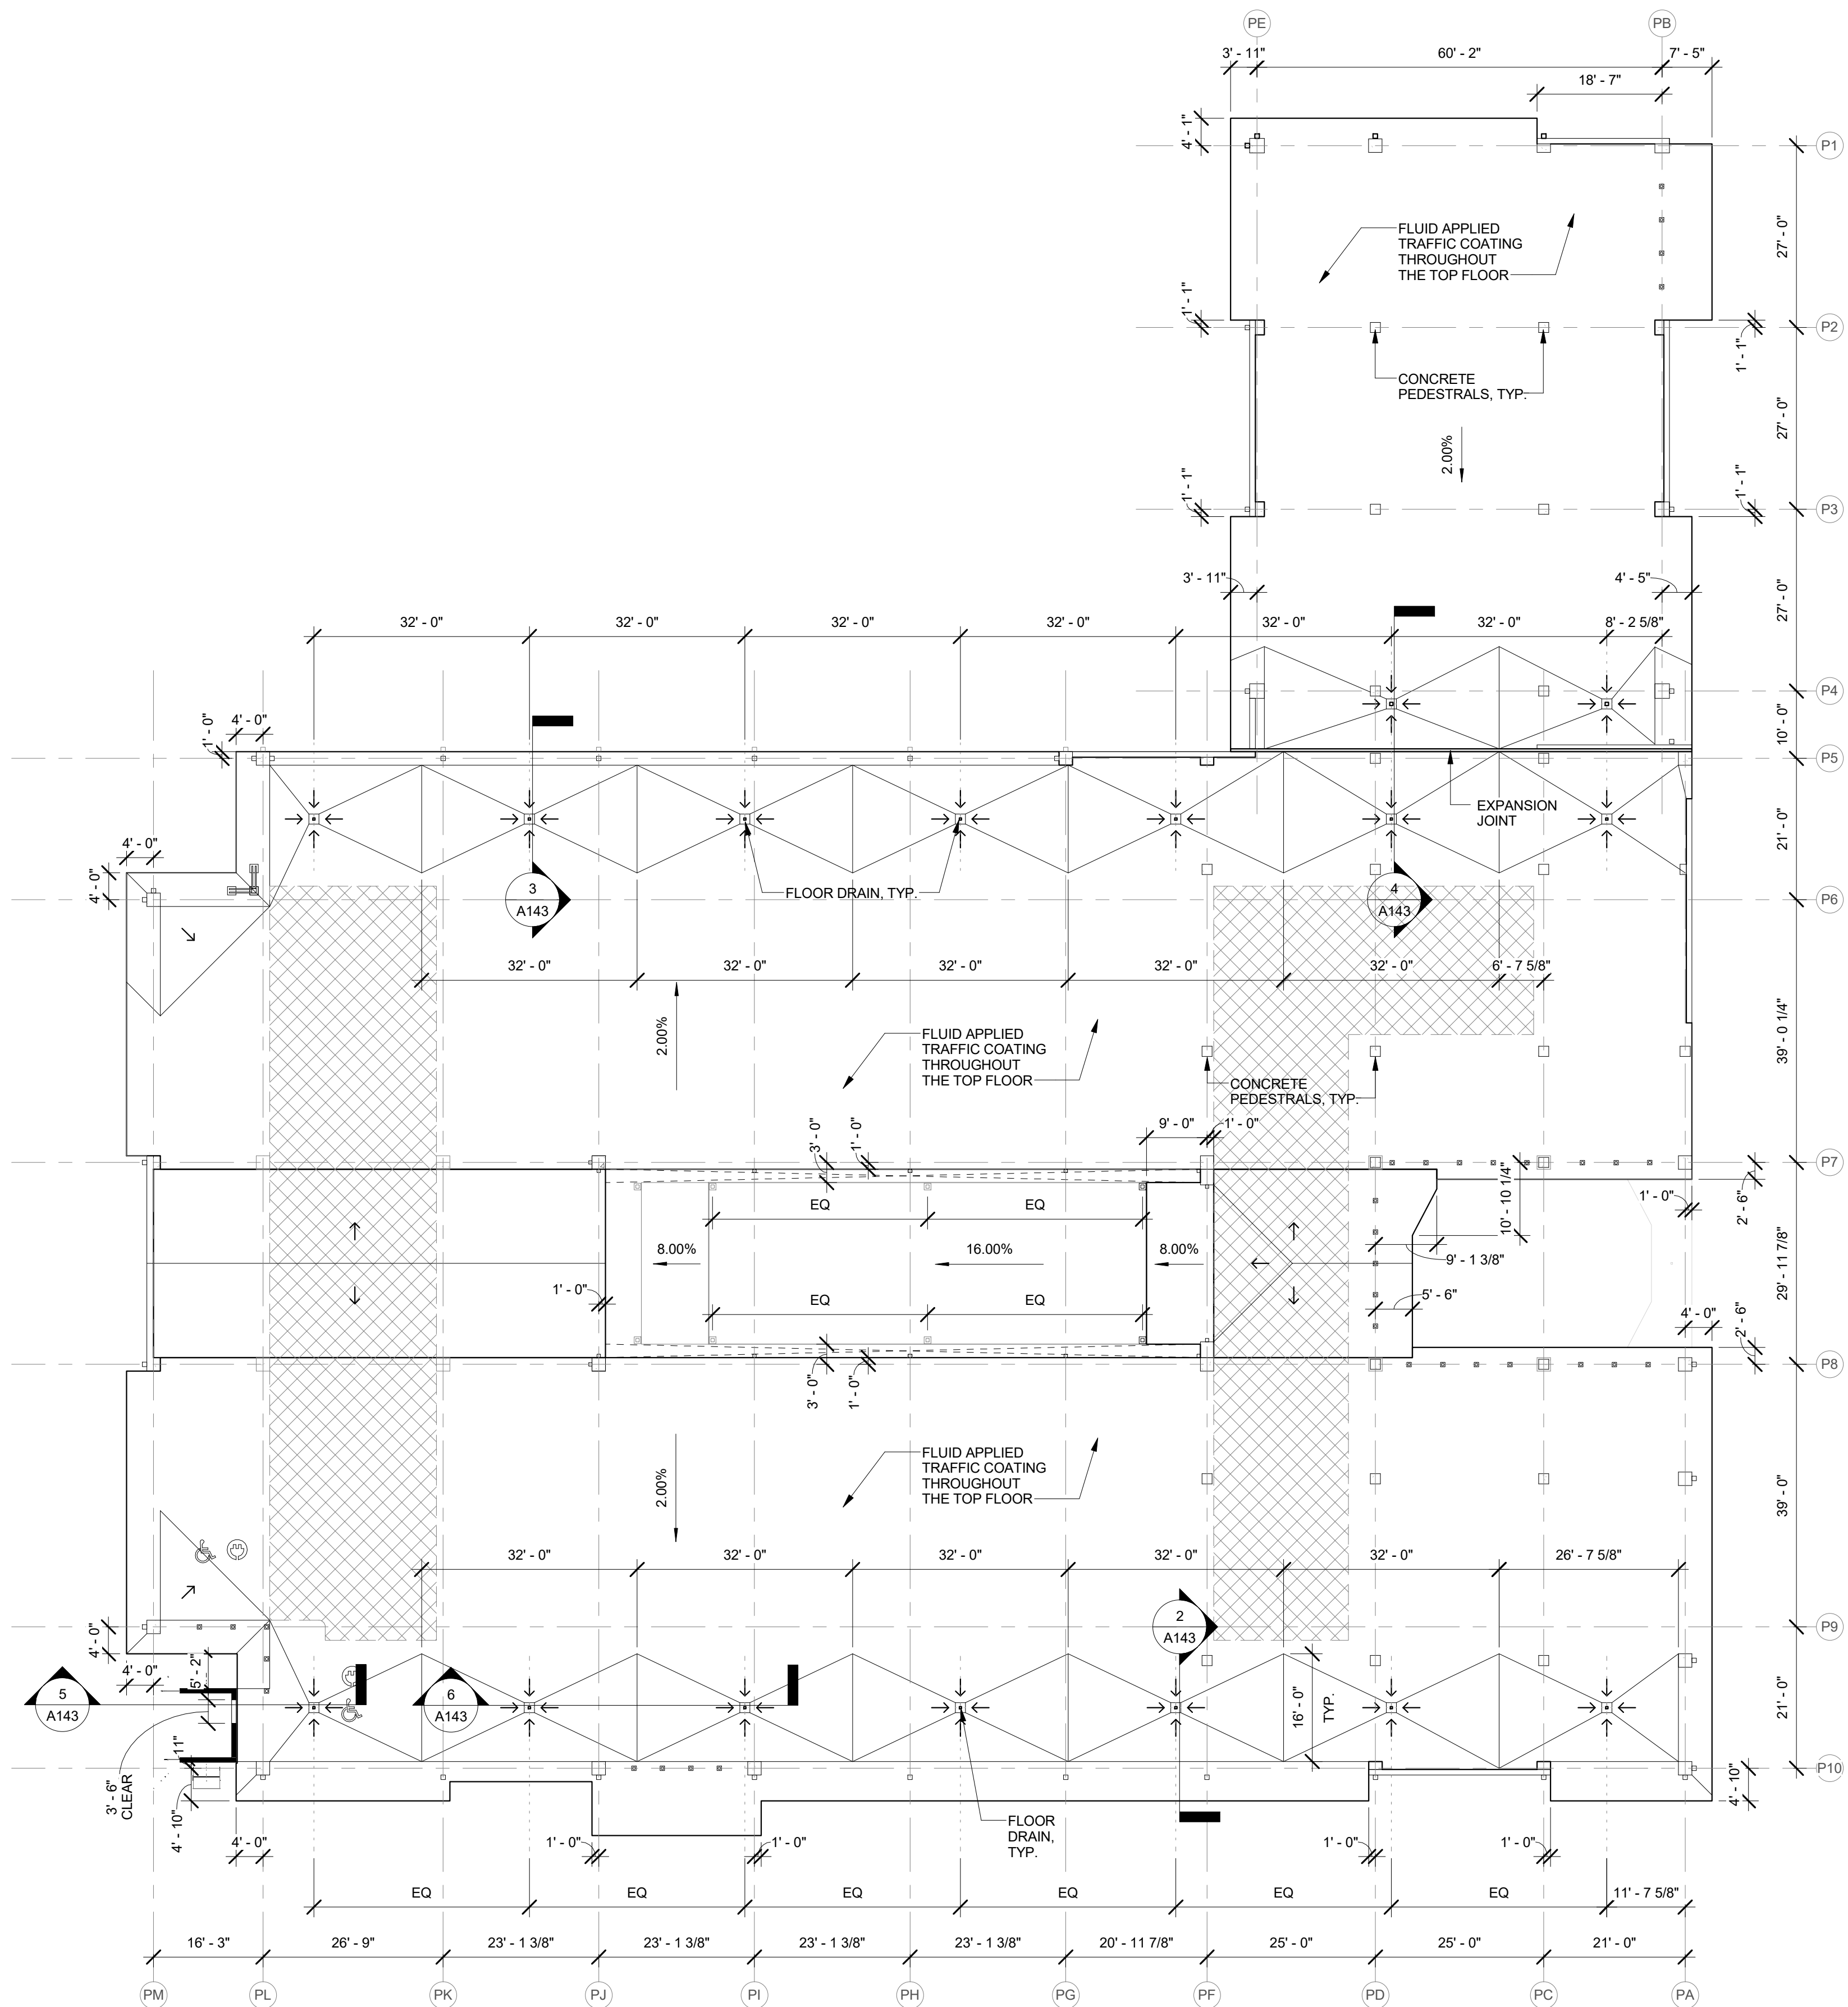 PE
PB
3' - 11"
60' - 2"
7' - 5"
18' - 7"
4' - 1"
P1
FLUID APPLIED
TRAFFIC COATING
THROUGHOUT
THE TOP FLOOR
27' - 0"
1' - 1"
P2
1' - 1"
CONCRETE
PEDESTRALS, TYP.
27' - 0"
2.00%
1' - 1"
1' - 1"
P3
3' - 11"
4' - 5"
27' - 0"
32' - 0"
32' - 0"
32' - 0"
32' - 0"
32' - 0"
32' - 0"
8' - 2 5/8"
P4
1' - 0"
4' - 0"
10' - 0"
P5
EXPANSION
JOINT
21' - 0"
4' - 0"
4' - 0"
3
A143
FLOOR DRAIN, TYP.
4
A143
P6
32' - 0"
32' - 0"
32' - 0"
32' - 0"
32' - 0"
6' - 7 5/8"
2.00%
FLUID APPLIED
TRAFFIC COATING
THROUGHOUT
THE TOP FLOOR
39' - 0 1/4"
CONCRETE
PEDESTRALS, TYP.
3' - 0"
1' - 0"
9' - 0"
1' - 0"
P7
10' - 10 1/4"
1' - 0"
2' - 6"
EQ
EQ
8.00%
16.00%
8.00%
9' - 1 3/8"
29' - 11 7/8"
1' - 0"
EQ
EQ
5' - 6"
4' - 0"
2' - 6"
P8
3' - 0"
1' - 0"
2.00%
FLUID APPLIED
TRAFFIC COATING
THROUGHOUT
THE TOP FLOOR
39' - 0"
32' - 0"
32' - 0"
32' - 0"
32' - 0"
32' - 0"
26' - 7 5/8"
2
A143
P9
4' - 0"
4' - 0"
5' - 2"
5
A143
6
A143
16' - 0"
TYP.
21' - 0"
11"
3' - 6"
CLEAR
4' - 10"
P10
4' - 10"
FLOOR
DRAIN,
TYP.
4' - 0"
1' - 0"
1' - 0"
1' - 0"
1' - 0"
EQ
EQ
EQ
EQ
EQ
EQ
11' - 7 5/8"
16' - 3"
26' - 9"
23' - 1 3/8"
23' - 1 3/8"
23' - 1 3/8"
23' - 1 3/8"
20' - 11 7/8"
25' - 0"
25' - 0"
21' - 0"
PM
PL
PK
PJ
PI
PH
PG
PF
PD
PC
PA